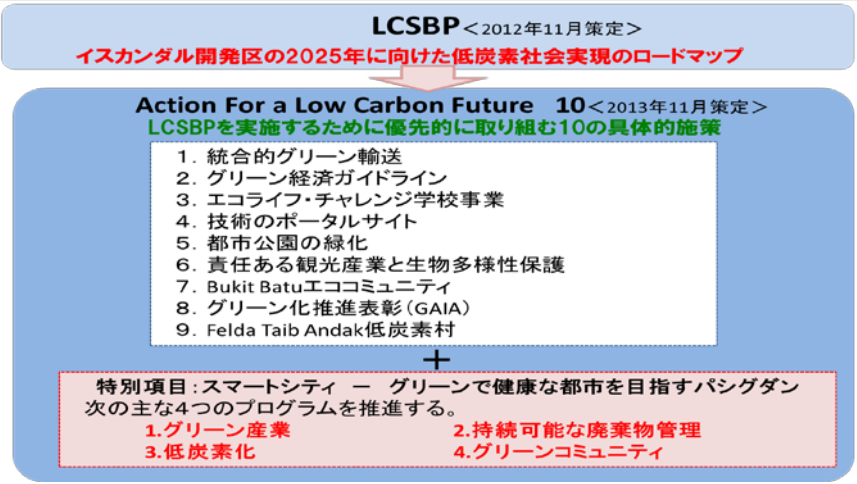 LCSBP＜2012年11月策定＞
イスカンダル開発区の2025年に向けた低炭素社会実現のロードマップ
Action For a Low Carbon Future 10＜2013年11月策定＞
LCSBPを実施するために優先的に取り組む10の具体的施策
1．統合的グリーン輸送
2．グリーン経済ガイドライン
3．エコライフ・チャレンジ学校事業
4．技術のポータルサイト
5．都市公園の緑化
6．責任ある観光産業と生物多様性保護
7．Bukit Batuエココミュニティ
8．グリーン化推進表彰（GAIA）
9．Felda Taib Andak低炭素村
＋
特別項目：スマートシティ － グリーンで健康な都市を目指すパシグダン
次の主な4つのプログラムを推進する。
1.グリーン産業 2.持続可能な廃棄物管理
3.低炭素化 4.グリーンコミュニティ